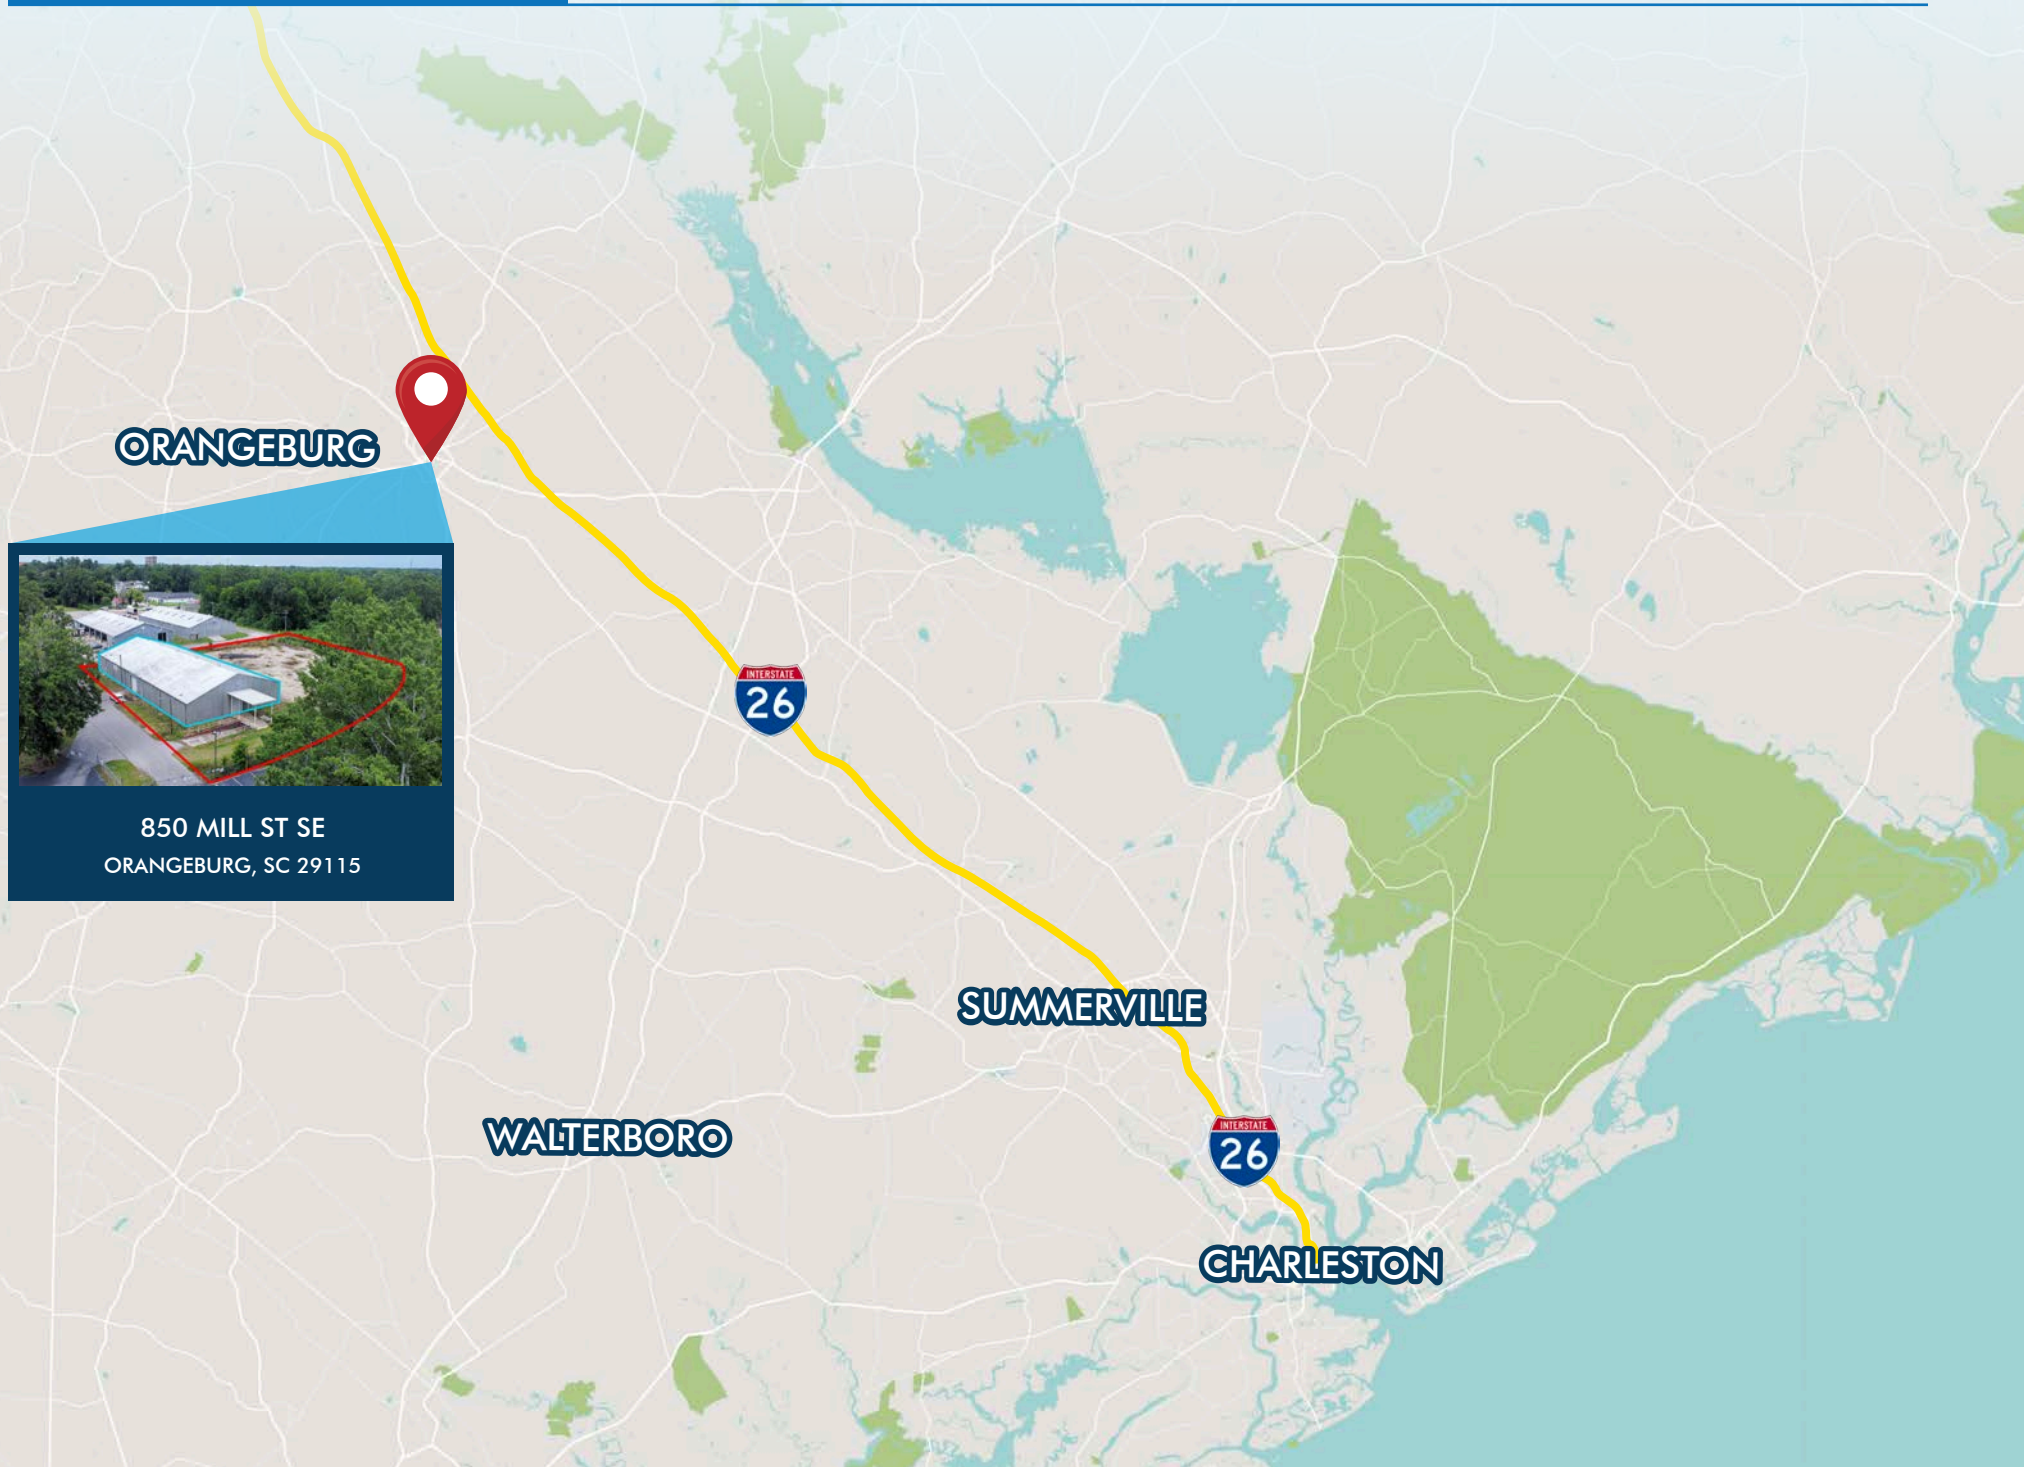 ORANGEBURG
850 MILL ST SE
ORANGEBURG, SC 29115
INTERSTATE
26
SUMMERVILLE
WALTERBORO
INTERSTATE
26
CHARLESTON